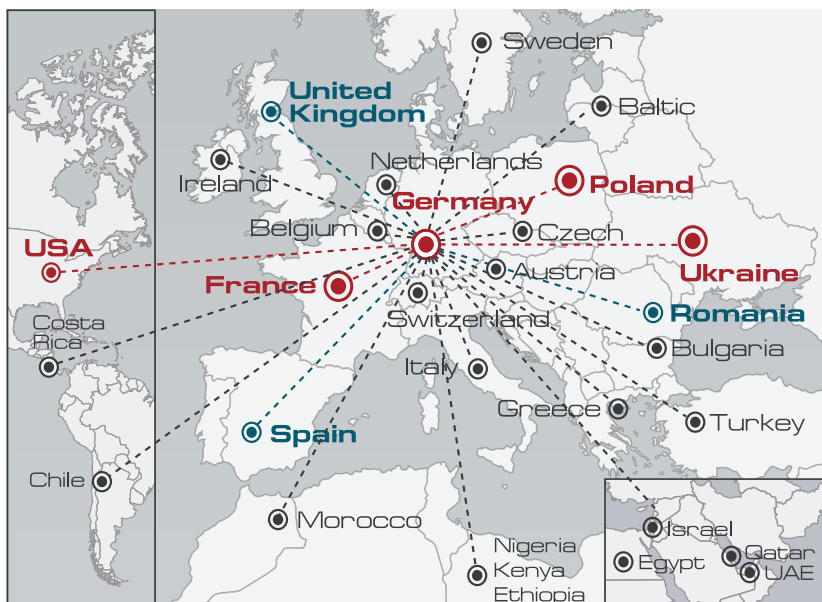 Sweden
United
Kingdom
Baltic
Ireland
Netherlands
Germany
Poland
Belgium
Czech
USA
Ukraine
France
Austria
Switzerland
Romania
Costa
Rica
Bulgaria
Italy
Greece
Turkey
Spain
Chile
Morocco
Israel
Nigeria
Kenya
Ethiopia
Egypt
Qatar
UAE